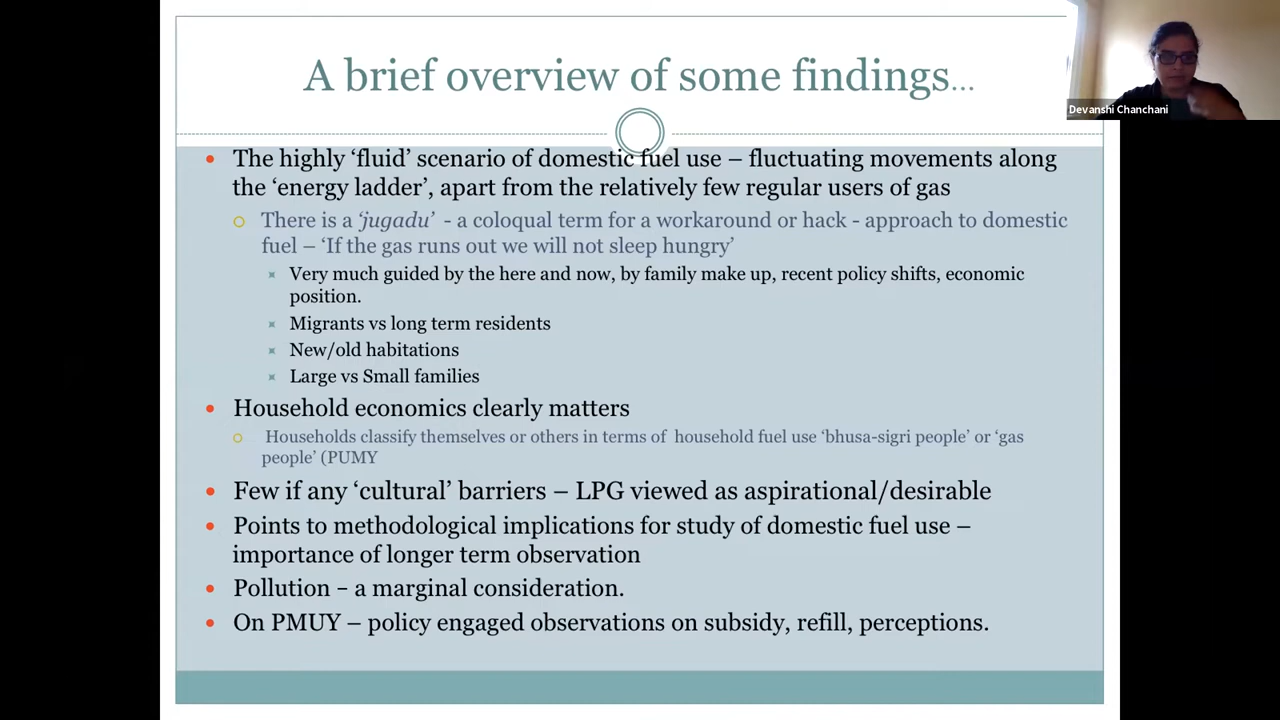 A brief overview of some findings...
Devanshi Chanchani
The highly ‘fluid’ scenario of domestic fuel use – fluctuating movements along
the ‘energy ladder’, apart from the relatively few regular users of gas
There is a ‘jugadu’ - a coloqual term for a workaround or hack - approach to domestic
fuel – ‘If the gas runs out we will not sleep hungry’
Very much guided by the here and now, by family make up, recent policy shifts, economic
position.
Migrants vs long term residents
New/old habitations
Large vs Small families
Household economics clearly matters
Households classify themselves or others in terms of household fuel use ‘bhusa-sigri people’ or ‘gas
people’ (PUMY
Few if any ‘cultural’ barriers – LPG viewed as aspirational/desirable
Points to methodological implications for study of domestic fuel use –
importance of longer term observation
Pollution – a marginal consideration.
On PMUY – policy engaged observations on subsidy, refill, perceptions.